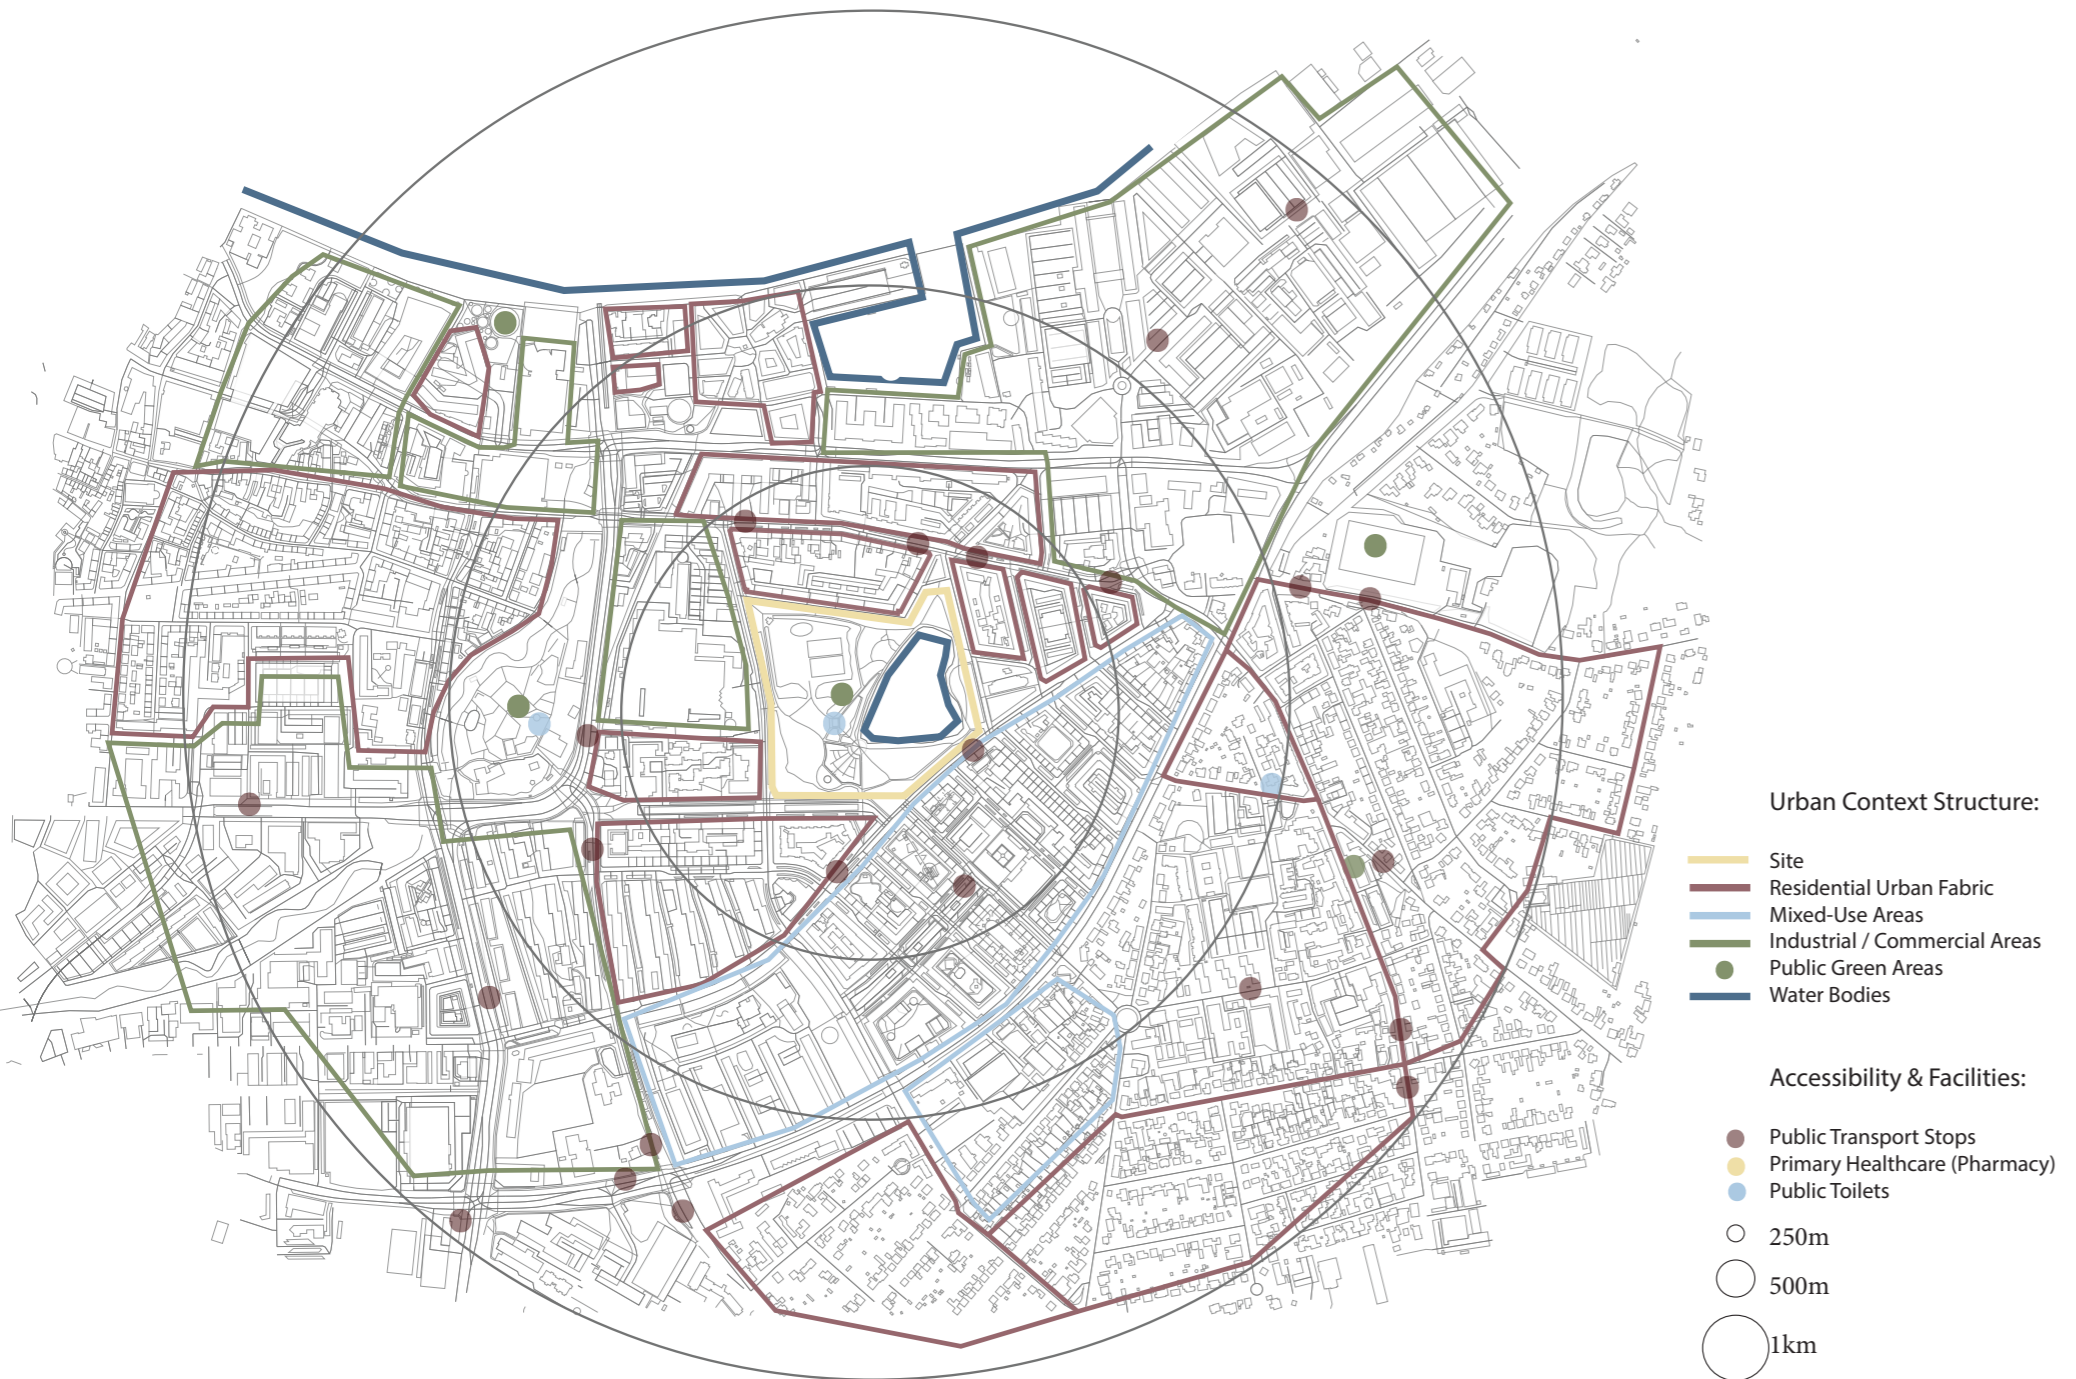 Urban Context Structure:
Site
Residential Urban Fabric
Mixed-Use Areas
Industrial / Commercial Areas
Public Green Areas
Water Bodies
Accessibility & Facilities:
Public Transport Stops
Primary Healthcare (Pharmacy)
Public Toilets
250m
500m
1km